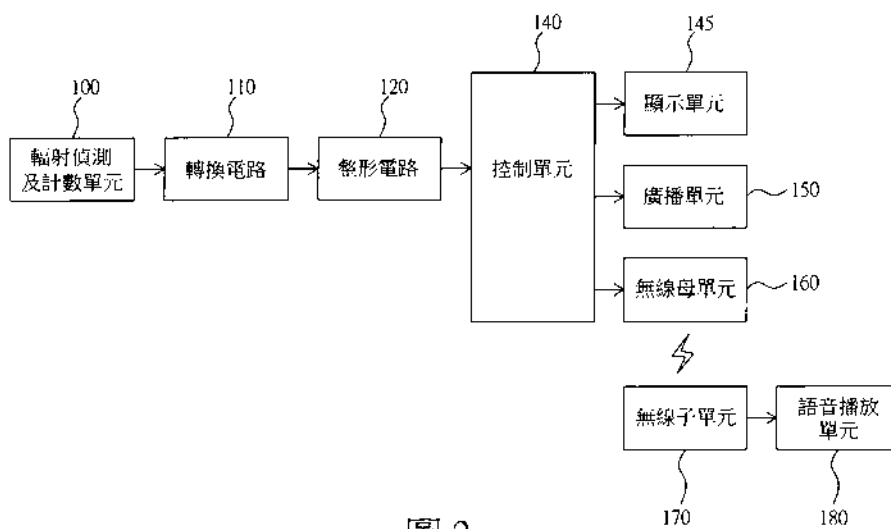 140
145
100
110
120
顯示單元
輻射偵測
及計數單元
轉換電路
整形電路
控制單元
廣播單元
150
無線母單元
160
無線子單元
語音播放
單元
170
180
圖 2